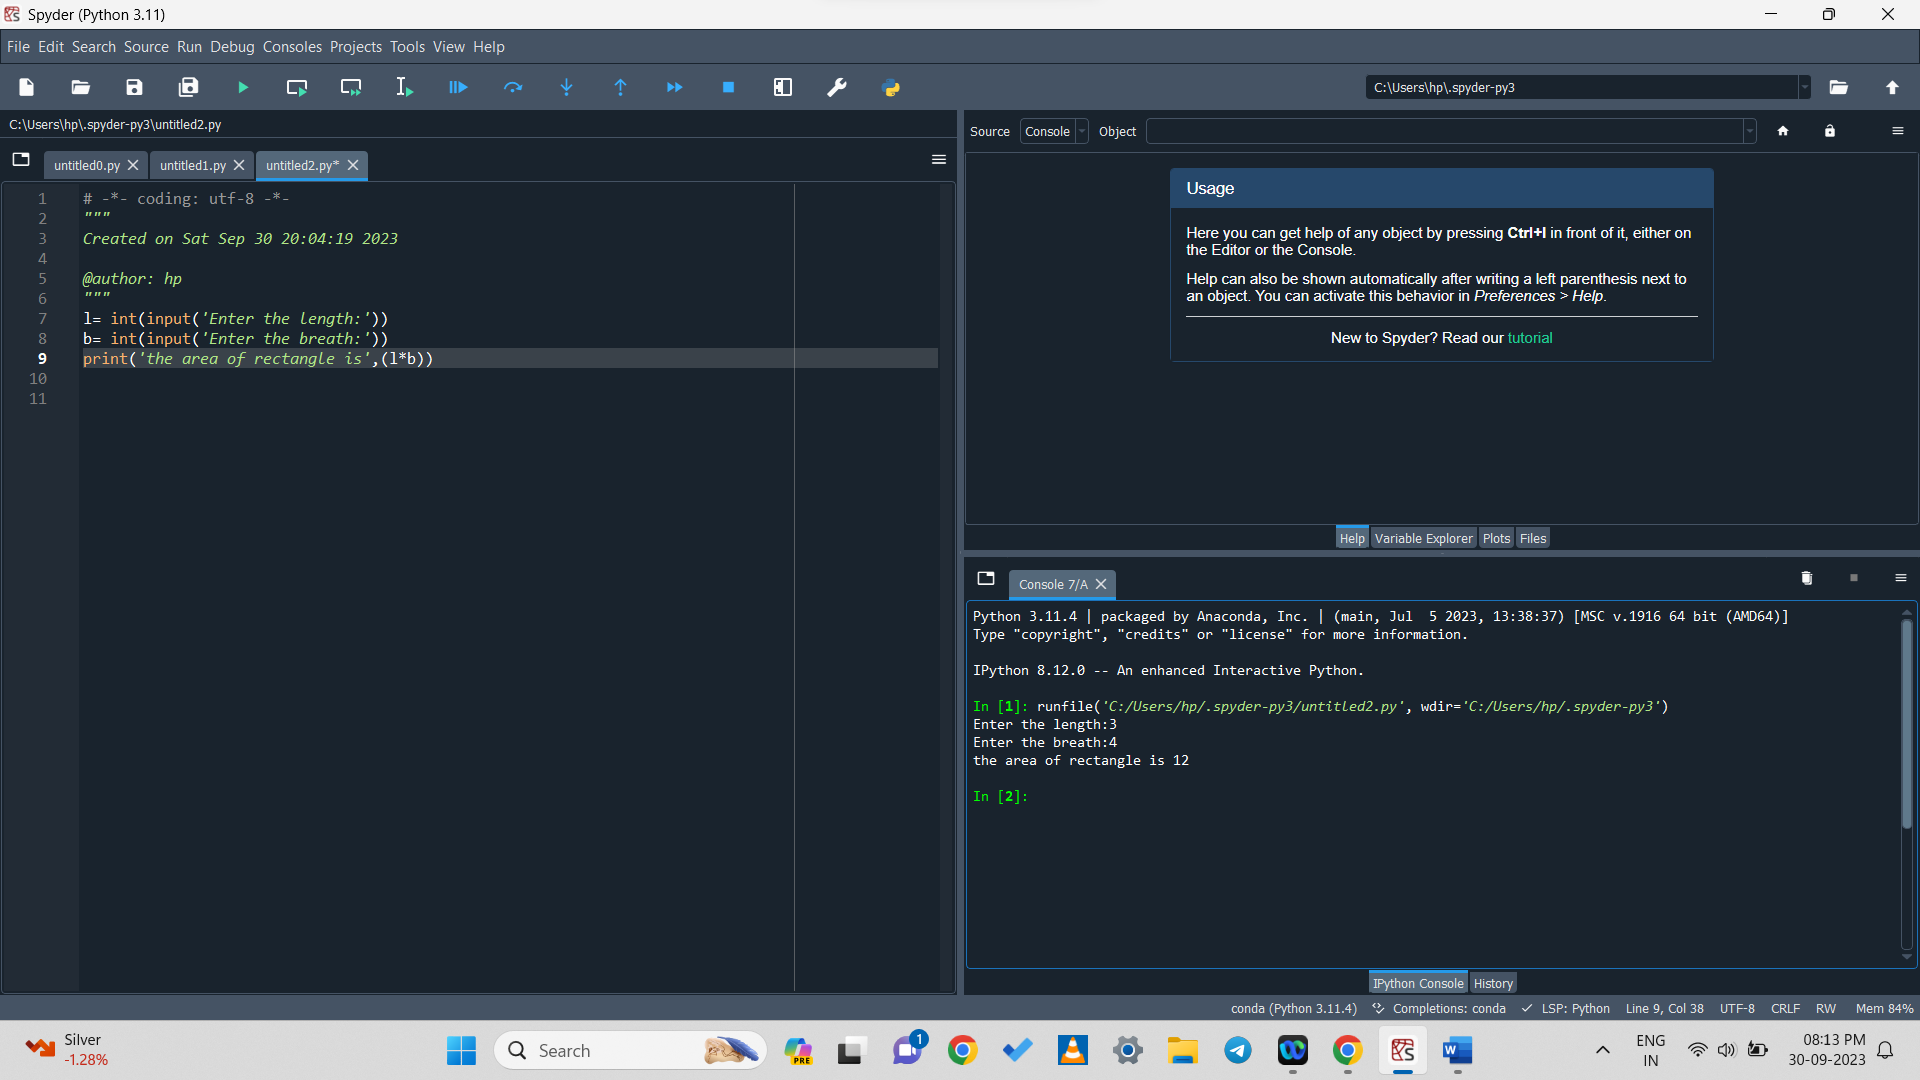 Spyder (Python 3.11)
File Edit Search Source Run Debug Consoles Projects Tools View Help
C:\Users\hp\.spyder-py3
C:\Users\hp\.spyder-py3\untitled2.py
untitled0.py untitled1.py untitled2.py*
1 # -*- coding: utf-8 -*-
2 """
3 Created on Sat Sep 30 20:04:19 2023
4
5 @author: hp
6 """
7 l= int(input('Enter the length:'))
8 b= int(input('Enter the breath:'))
9 print('the area of rectangle is',(l*b))
10
11
Source Console Object
Usage
Here you can get help of any object by pressing Ctrl+I in front of it, either on
the Editor or the Console.
Help can also be shown automatically after writing a left parenthesis next to
an object. You can activate this behavior in Preferences > Help.
New to Spyder? Read our tutorial
Help Variable Explorer Plots Files
Console 7/A
Python 3.11.4 | packaged by Anaconda, Inc. | (main, Jul  5 2023, 13:38:37) [MSC v.1916 64 bit (AMD64)]
Type "copyright", "credits" or "license" for more information.
IPython 8.12.0 -- An enhanced Interactive Python.
In [1]: runfile('C:/Users/hp/.spyder-py3/untitled2.py', wdir='C:/Users/hp/.spyder-py3')
Enter the length:3
Enter the breath:4
the area of rectangle is 12
In [2]:
IPython Console History
conda (Python 3.11.4) Completions: conda LSP: Python Line 9, Col 38 UTF-8 CRLF RW Mem 84%
Silver
-1.28%
Search
PRE
1
W
ENG
IN
08:13 PM
30-09-2023